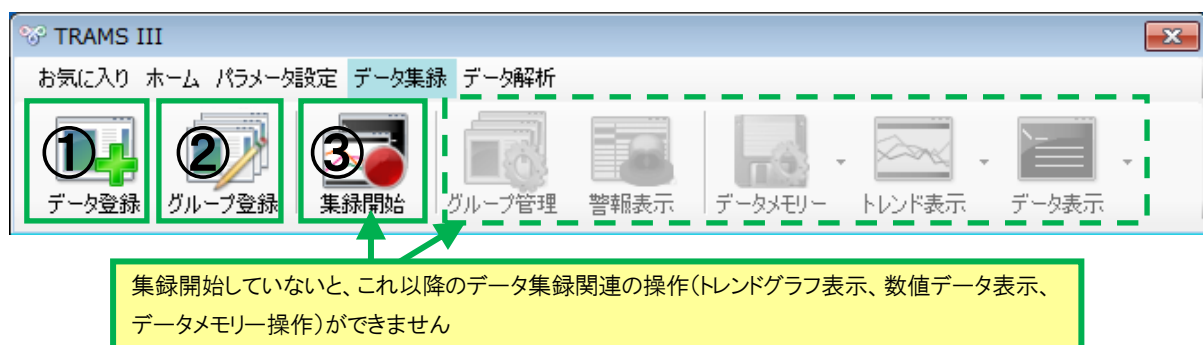 TRAMS III
お気に入り ホーム パラメータ設定 データ集録 データ解析
① ② ③
データ登録 グループ登録 集録開始 グループ管理 警報表示 データメモリー トレンド表示 データ表示
集録開始していないと、これ以降のデータ集録関連の操作(トレンドグラフ表示、数値データ表示、
データメモリー操作)ができません